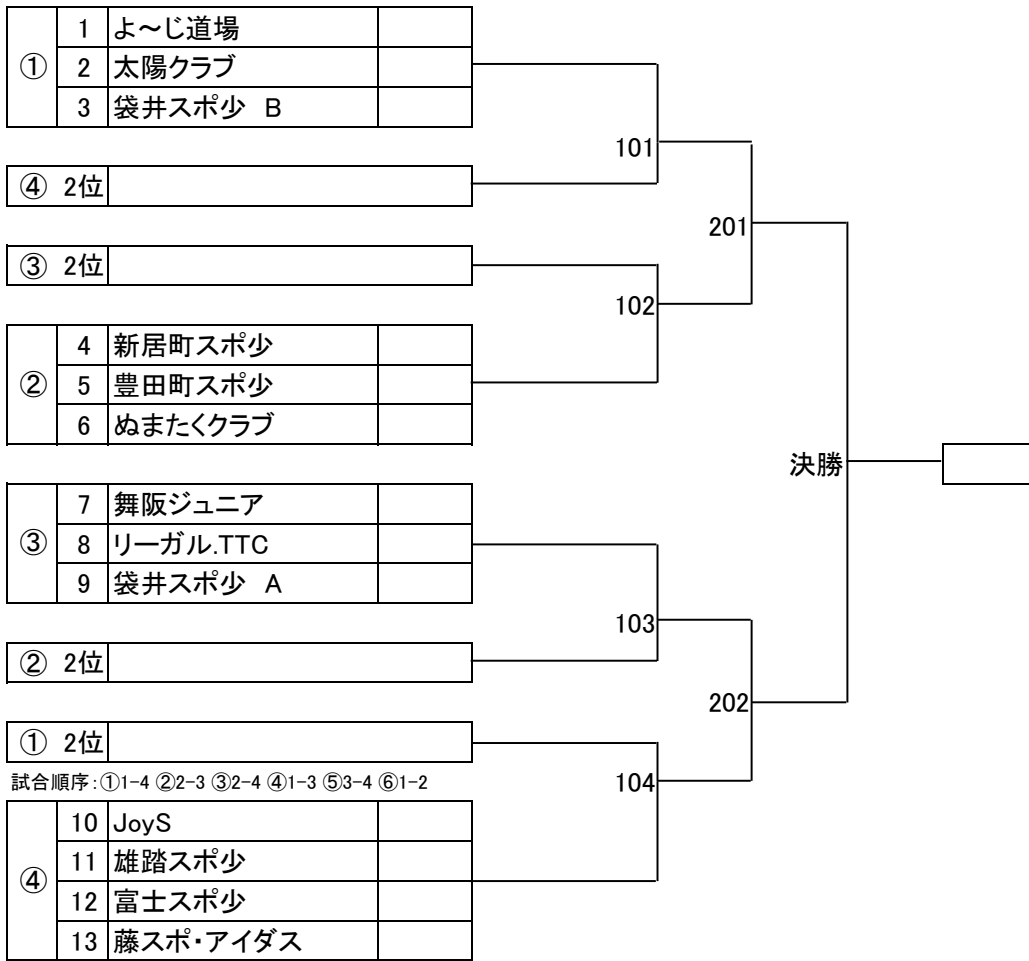 ①
1 よ～じ道場
2 太陽クラブ
3 袋井スポ少 B
101
④ 2位
201
③ 2位
102
②
4 新居町スポ少
5 豊田町スポ少
6 ぬまたくクラブ
決勝
③
7 舞阪ジュニア
8 リーガル.TTC
9 袋井スポ少 A
103
② 2位
202
① 2位
試合順序:①1-4 ②2-3 ③2-4 ④1-3 ⑤3-4 ⑥1-2
104
④
10 JoyS
11 雄踏スポ少
12 富士スポ少
13 藤スポ・アイダス